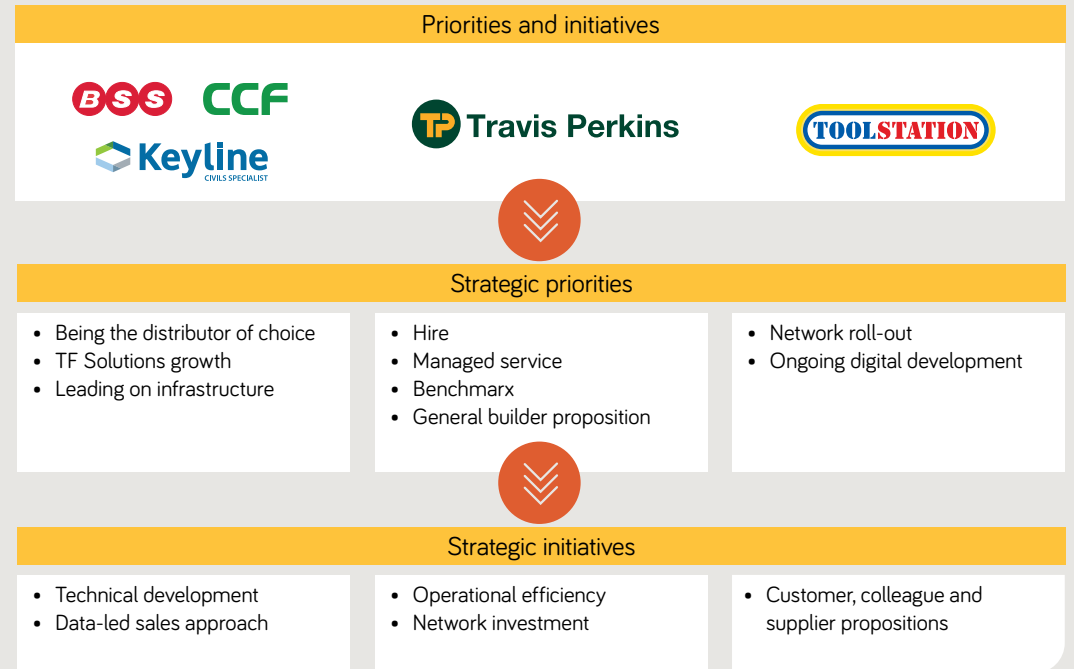 Priorities and initiatives
BSS
CCF
Keyline
CIVILS SPECIALIST
TP Travis Perkins
TOOLSTATION
Strategic priorities
• Being the distributor of choice
• TF Solutions growth
• Leading on infrastructure
• Hire
• Managed service
• Benchmarx
• General builder proposition
• Network roll-out
• Ongoing digital development
Strategic initiatives
• Technical development
• Data-led sales approach
• Operational efficiency
• Network investment
• Customer, colleague and
supplier propositions